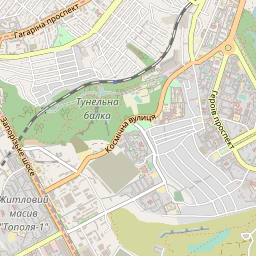 Гагаріна проспект
Тунельна
балка
Героїв проспект
Космічна вулиця
Запорізьке шосе
Житловий
масив
"Тополя-1"